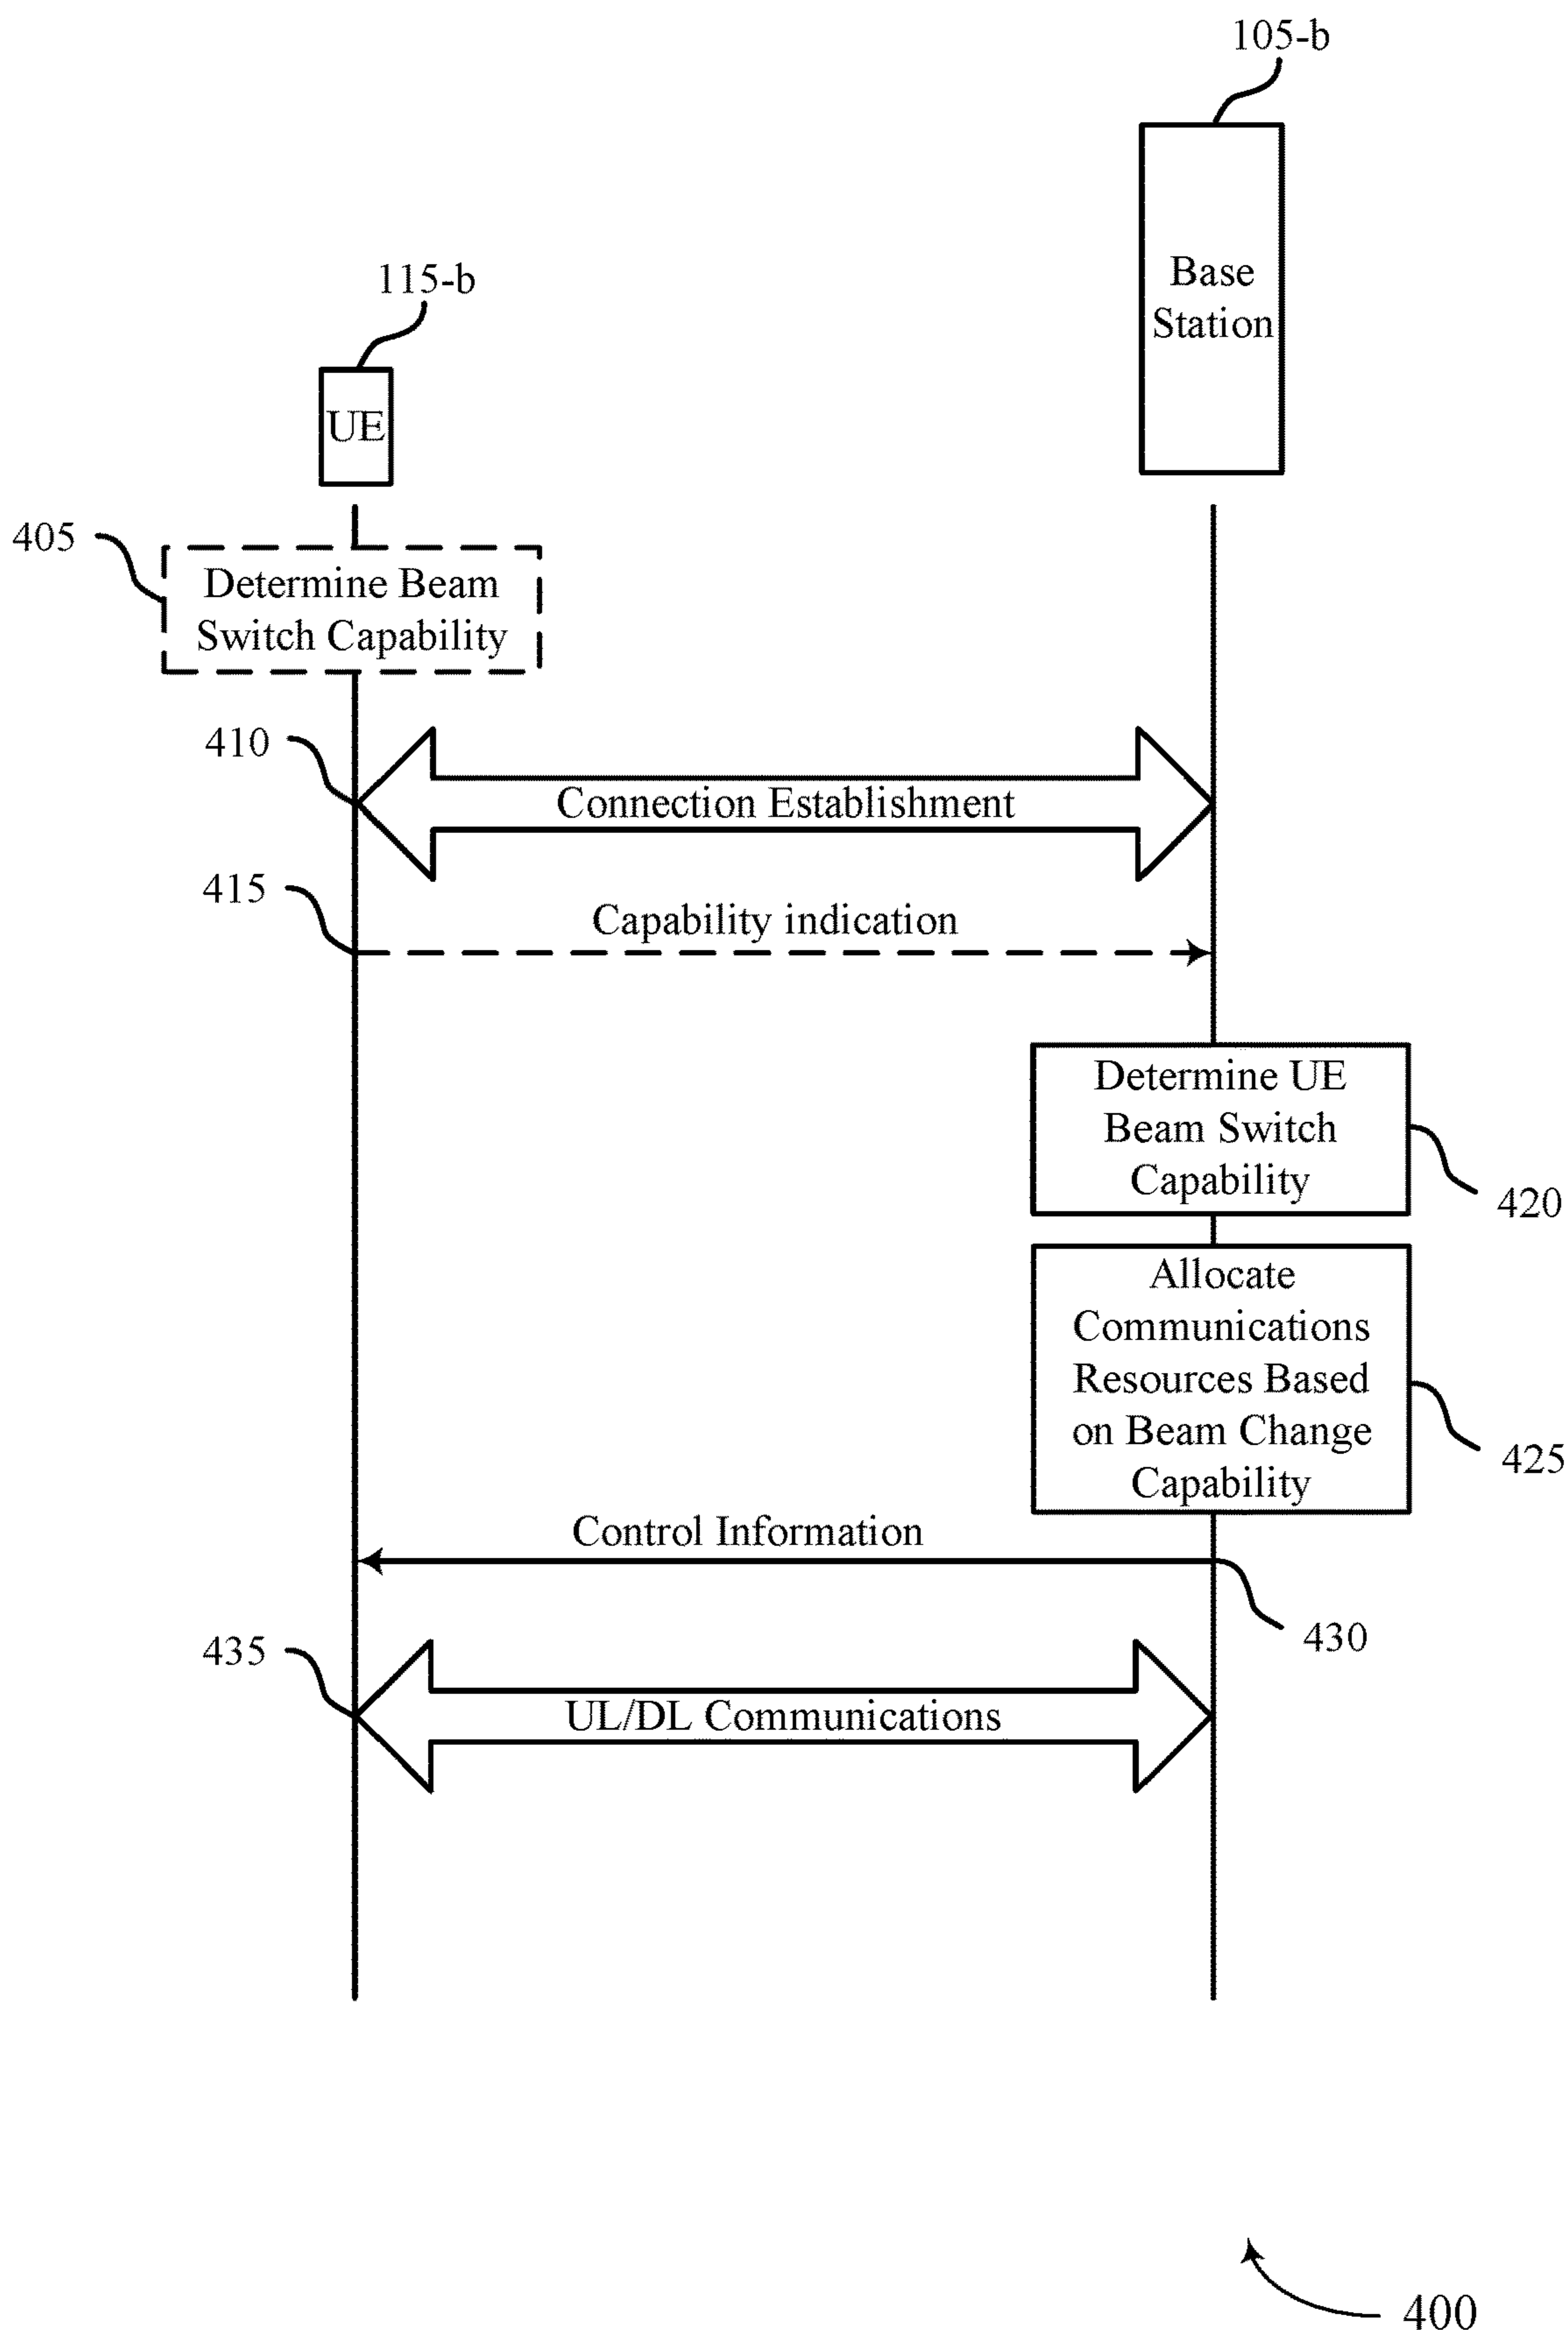 105-b
Base
Station
115-b
UE
405
Determine Beam
Switch Capability
410
Connection Establishment
415
Capability indication
Determine UE
Beam Switch
Capability
420
Allocate
Communications
Resources Based
on Beam Change
Capability
425
Control Information
430
435
UL/DL Communications
400